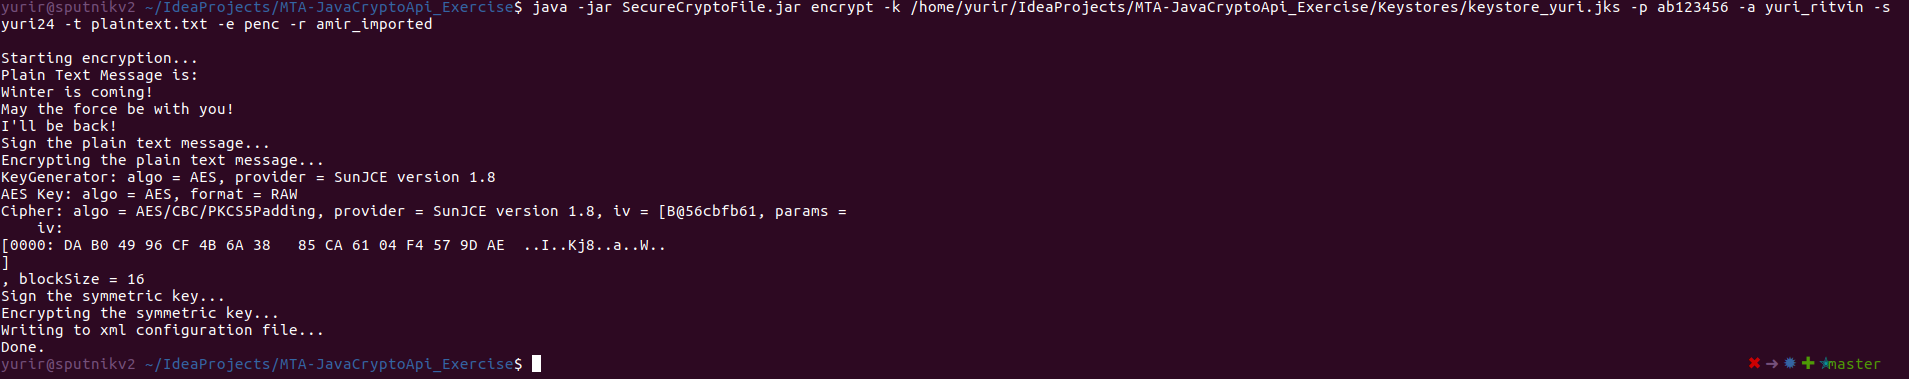 yurir@sputnikv2 ~/IdeaProjects/MTA-JavaCryptoApi_Exercise$ java -jar SecureCryptoFile.jar encrypt -k /home/yurir/IdeaProjects/MTA-JavaCryptoApi_Exercise/Keystores/keystore_yuri.jks -p ab123456 -a yuri_ritvin -s
yuri24 -t plaintext.txt -e penc -r amir_imported
Starting encryption...
Plain Text Message is:
Winter is coming!
May the force be with you!
I'll be back!
Sign the plain text message...
Encrypting the plain text message...
KeyGenerator: algo = AES, provider = SunJCE version 1.8
AES Key: algo = AES, format = RAW
Cipher: algo = AES/CBC/PKCS5Padding, provider = SunJCE version 1.8, iv = [B@56cbfb61, params =
    iv:
[0000: DA B0 49 96 CF 4B 6A 38   85 CA 61 04 F4 57 9D AE  ..I..Kj8..a..W..
]
, blockSize = 16
Sign the symmetric key...
Encrypting the symmetric key...
Writing to xml configuration file...
Done.
yurir@sputnikv2 ~/IdeaProjects/MTA-JavaCryptoApi_Exercise$ ✖ ➜ ✹ ✚ ✭master